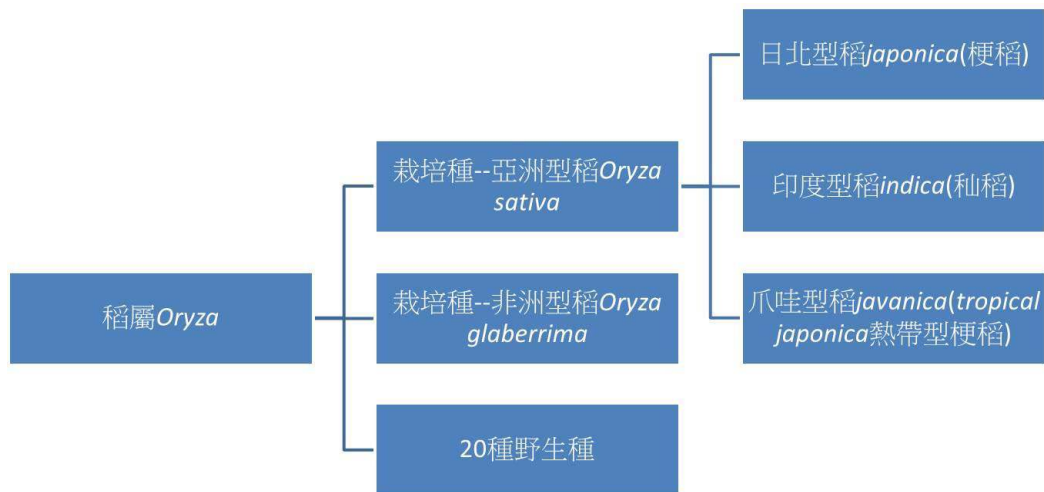 稻屬Oryza
栽培種--亞洲型稻Oryza
sativa
栽培種--非洲型稻Oryza
glaberrima
20種野生種
日北型稻japonica(梗稻)
印度型稻indica(秈稻)
爪哇型稻javanica(tropical
japonica熱帶型梗稻)